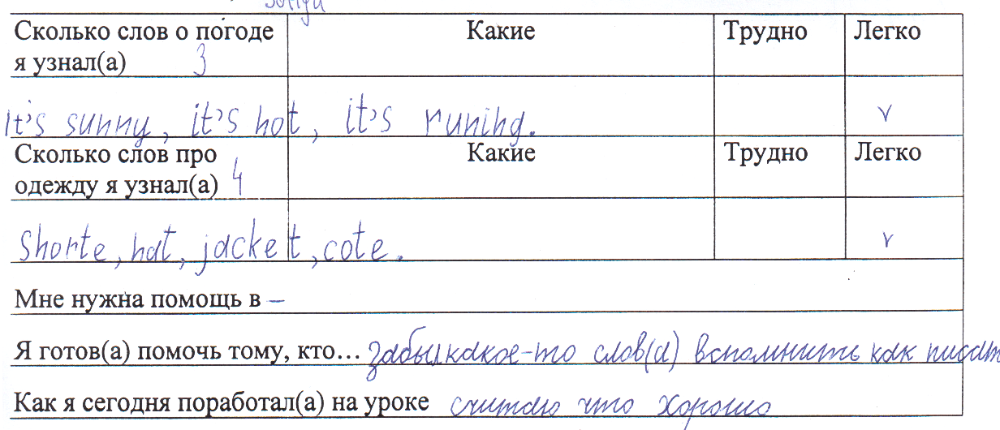 Сколько слов о погоде Какие Трудно Легко
я узнал(а) 3
It's sunny, it's hot, it's runing. v
Сколько слов про Какие Трудно Легко
одежду я узнал(а) 4
Shorte, hat, jacket, cote. v
Мне нужна помощь в –
Я готов(а) помочь тому, кто… забыл какое-то слов(а) вспомнить как писат
Как я сегодня поработал(а) на уроке считаю что хорошо